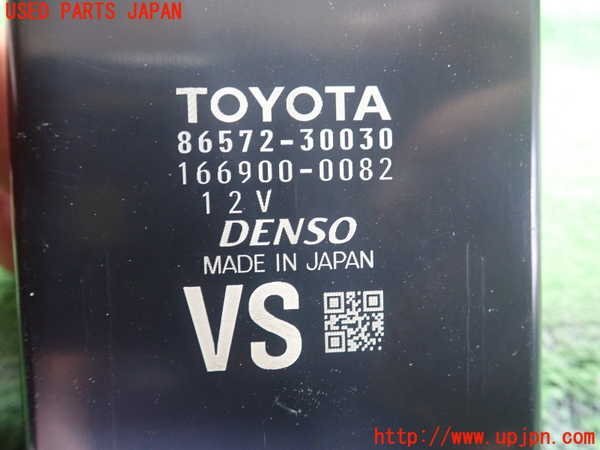 USED PARTS JAPAN
TOYOTA
86572-30030
166900-0082
12V
DENSO
MADE IN JAPAN
VS
http://www.upjpn.com/